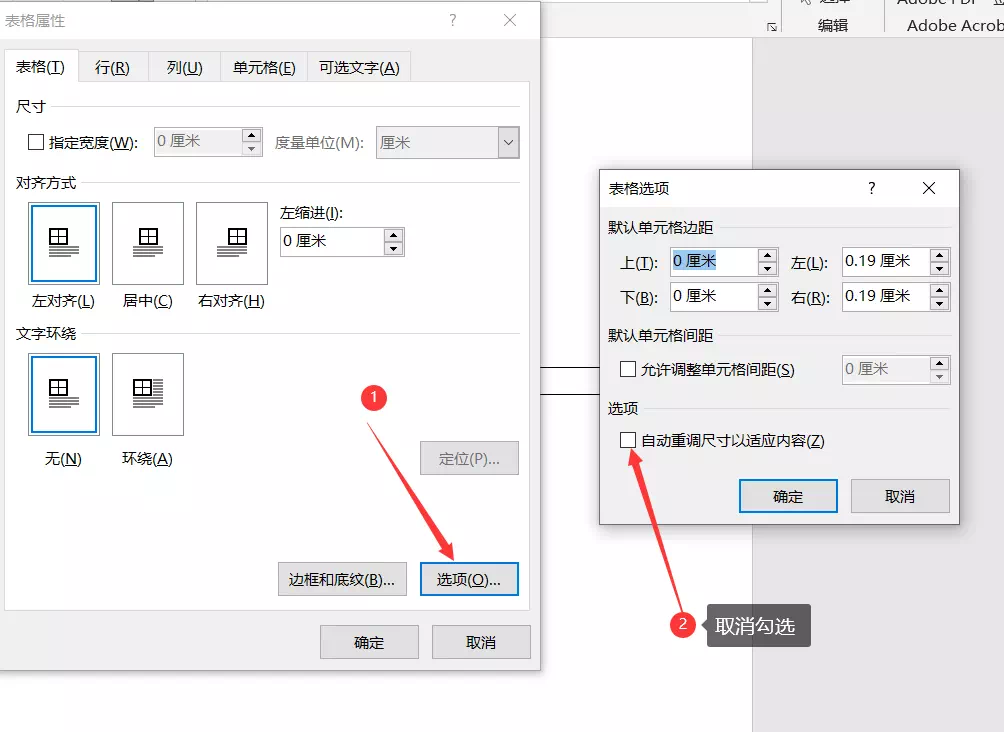 表格属性
?
编辑
Adobe PDF
Adobe Acrob
表格(T)
行(R)
列(U)
单元格(E)
可选文字(A)
尺寸
指定宽度(W):
0 厘米
度量单位(M):
厘米
对齐方式
左缩进(I):
0 厘米
左对齐(L)
居中(C)
右对齐(H)
文字环绕
无(N)
环绕(A)
1
定位(P)...
边框和底纹(B)...
选项(O)...
确定
取消
表格选项
?
默认单元格边距
上(T):
0 厘米
左(L):
0.19 厘米
下(B):
0 厘米
右(R):
0.19 厘米
默认单元格间距
允许调整单元格间距(S)
0 厘米
选项
自动重调尺寸以适应内容(Z)
确定
取消
2
取消勾选